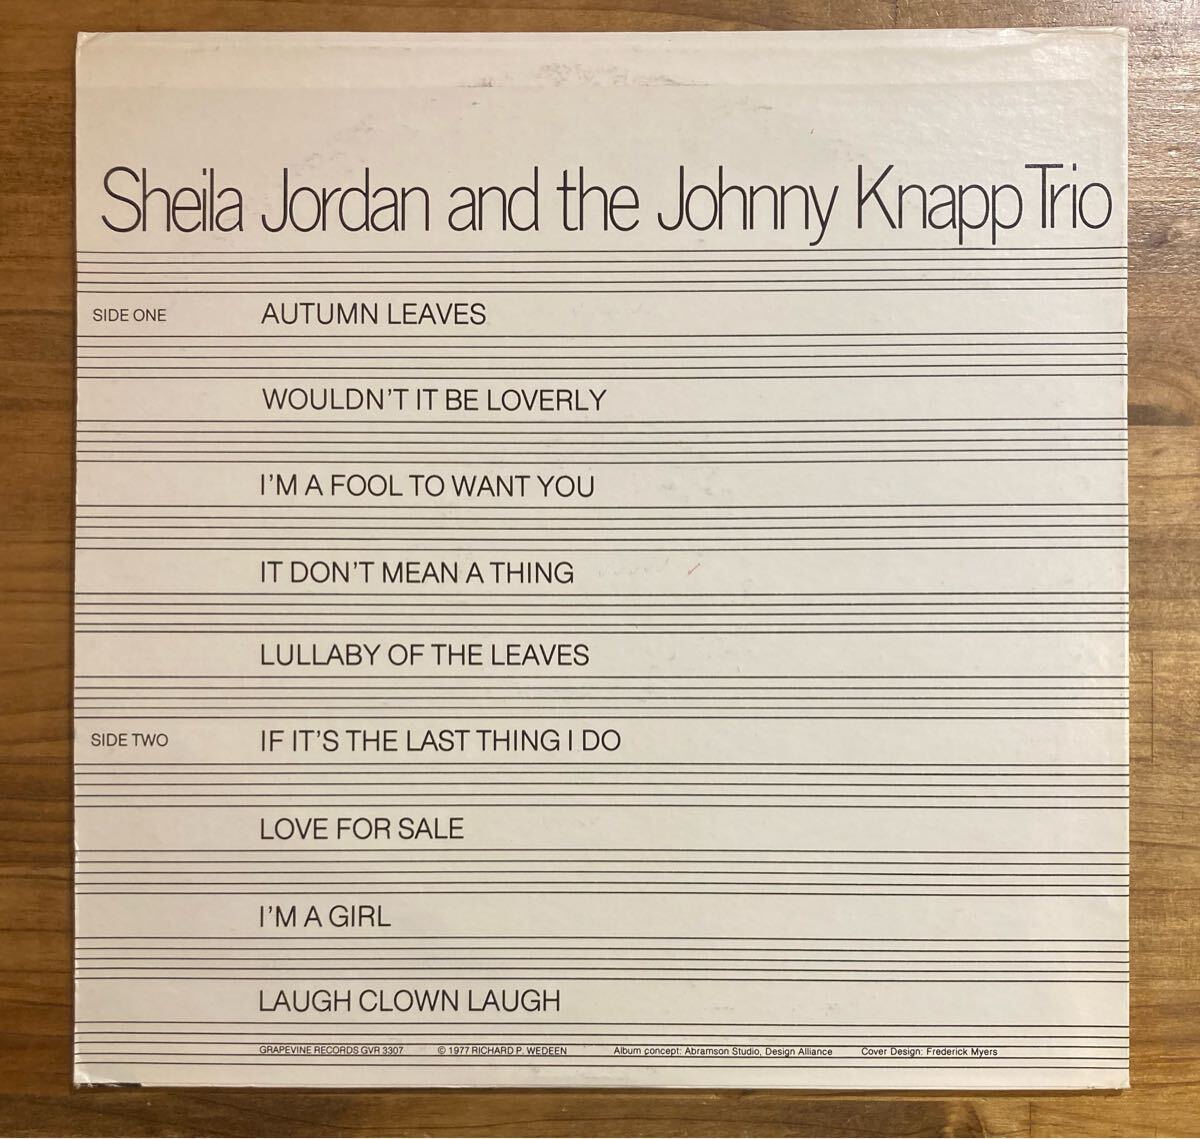 Sheila Jordan and the Johnny Knapp Trio
SIDE ONE AUTUMN LEAVES
WOULDN'T IT BE LOVERLY
I'M A FOOL TO WANT YOU
IT DON'T MEAN A THING
LULLABY OF THE LEAVES
SIDE TWO IF IT'S THE LAST THING I DO
LOVE FOR SALE
I'M A GIRL
LAUGH CLOWN LAUGH
GRAPEVINE RECORDS GVR 3307 © 1977 RICHARD P. WEDEEN Album concept: Abramson Studio, Design Alliance Cover Design: Frederick Myers